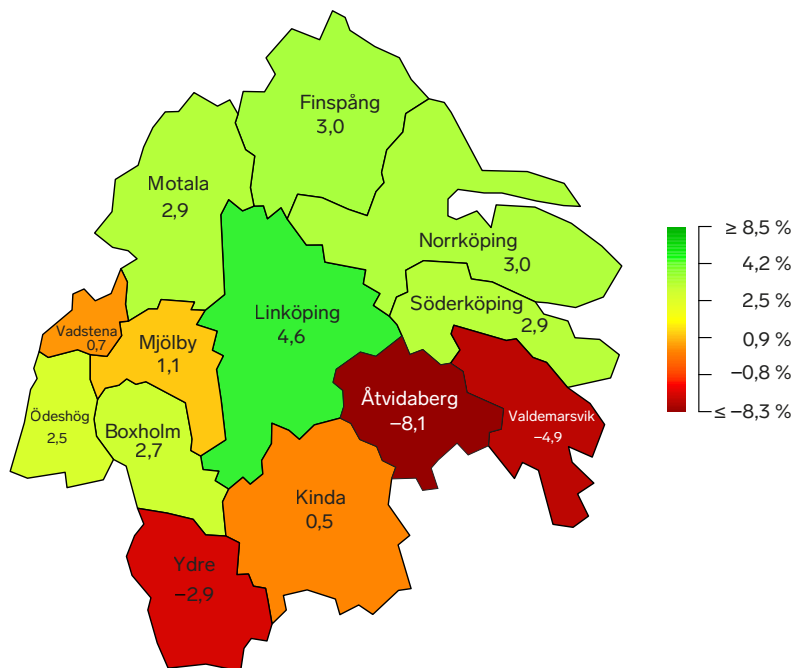 Finspång
3,0
Motala
2,9
Norrköping
3,0
Söderköping
2,9
Linköping
4,6
Vadstena
0,7
Mjölby
1,1
Åtvidaberg
−8,1
Valdemarsvik
−4,9
Ödeshög
2,5
Boxholm
2,7
Kinda
0,5
Ydre
−2,9
≥ 8,5 %
4,2 %
2,5 %
0,9 %
−0,8 %
≤ −8,3 %